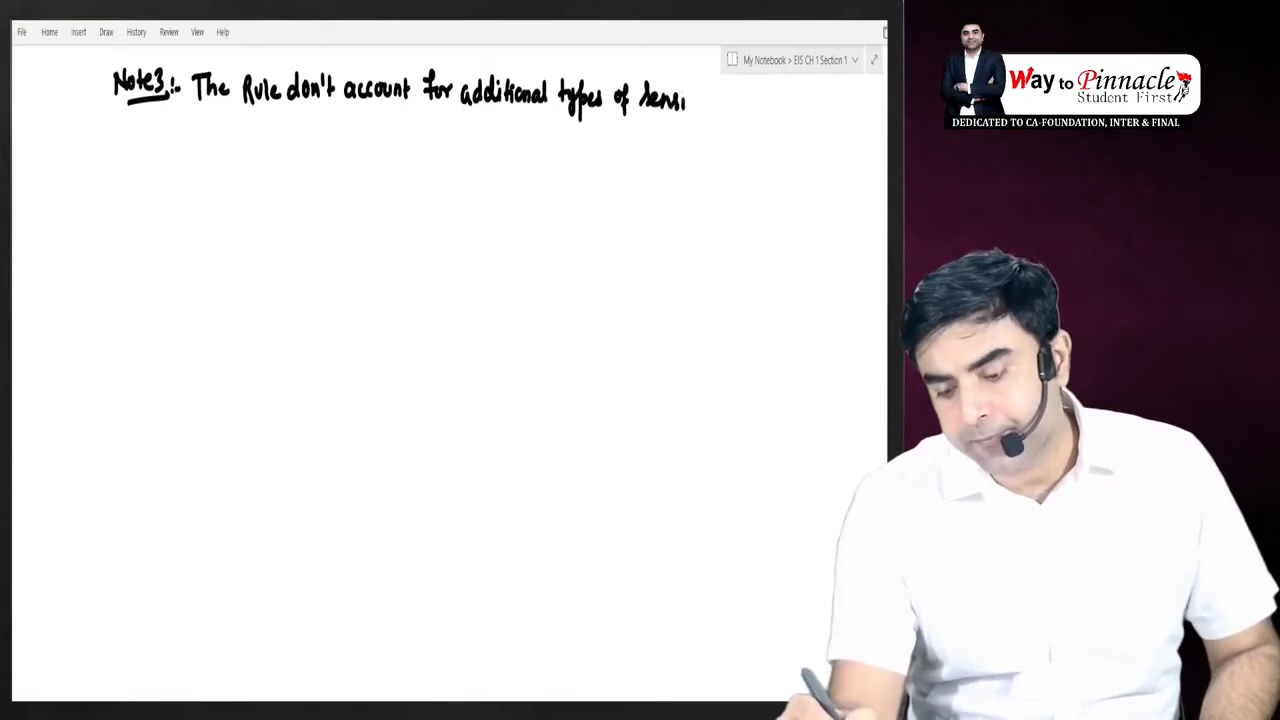 File Home Insert Draw History Review View Help
My Notebook > EIS CH 1 Section 1
Note3:- The Rule don't account for additional types of sensi
Way to Pinnacle
Student First
DEDICATED TO CA-FOUNDATION, INTER & FINAL